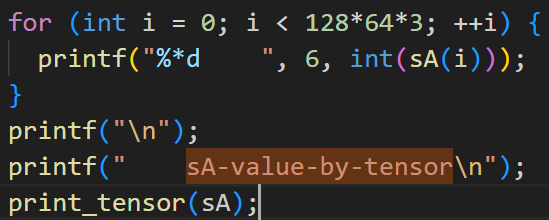 for (int i = 0; i < 128*64*3; ++i) {
  printf("%*d    ", 6, int(sA(i)));
}
printf("\n");
printf("    sA-value-by-tensor\n");
print_tensor(sA);